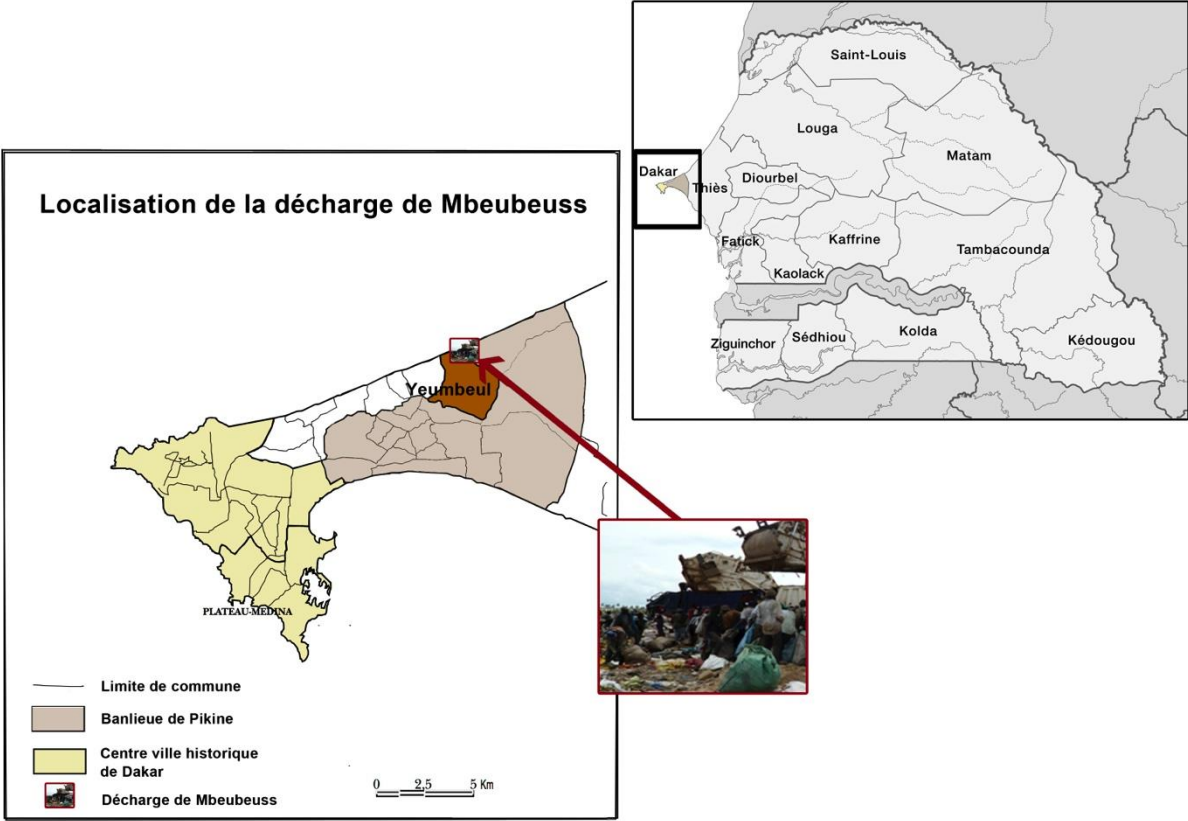 Localisation de la décharge de Mbeubeuss
Yeumbeul
PLATEAU-MEDINA
Limite de commune
Banlieue de Pikine
Centre ville historique
de Dakar
Décharge de Mbeubeuss
0 2,5 5 Km
Saint-Louis
Louga
Matam
Dakar
Thiès
Diourbel
Fatick
Kaffrine
Tambacounda
Kaolack
Ziguinchor
Sédhiou
Kolda
Kédougou